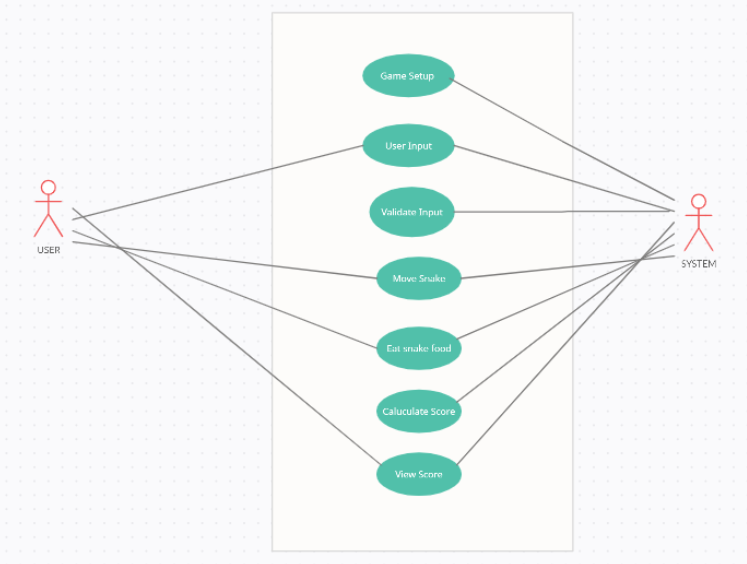 Game Setup
User Input
Validate Input
USER
SYSTEM
Move Snake
Eat snake food
Caluculate Score
View Score